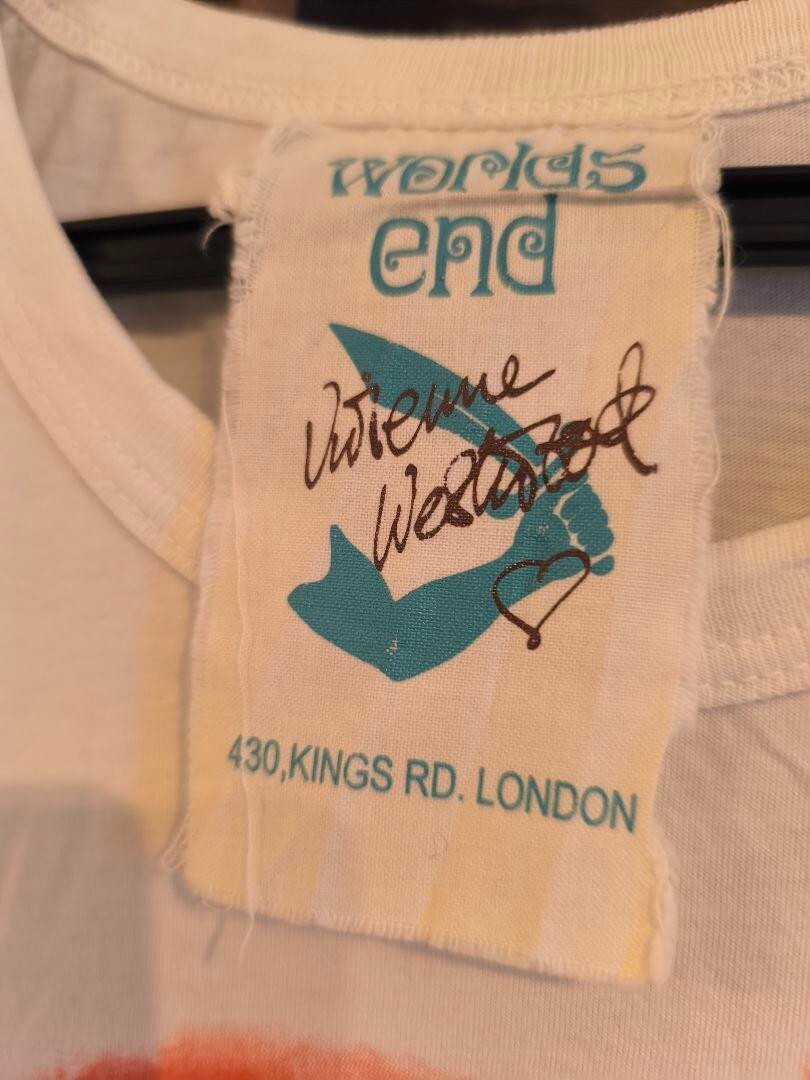 worlds
end
Vivienne
Westwood
430,KINGS RD. LONDON